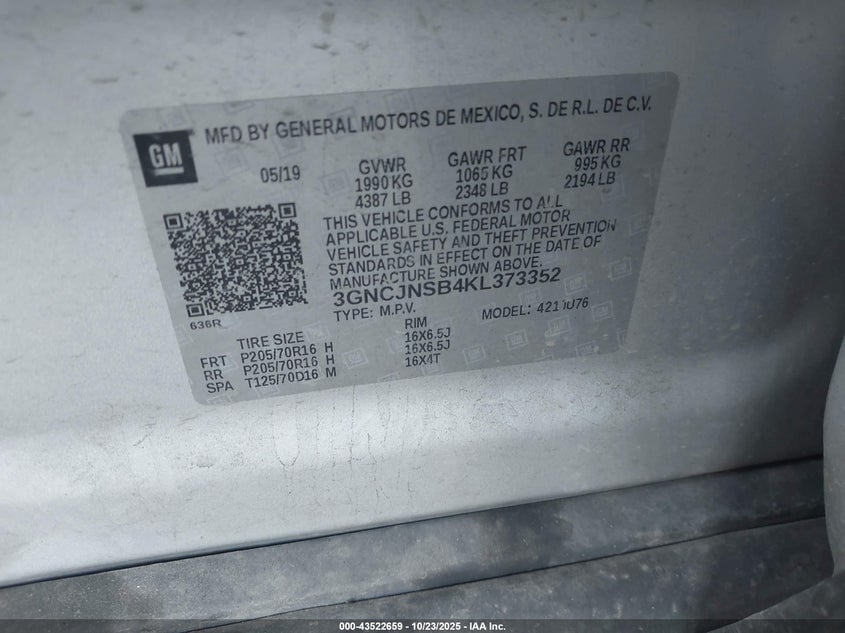 GM
MFD BY GENERAL MOTORS DE MEXICO, S. DE R.L. DE C.V.
05/19 GVWR GAWR FRT GAWR RR
1990 KG 1065 KG 995 KG
4387 LB 2348 LB 2194 LB
THIS VEHICLE CONFORMS TO ALL
APPLICABLE U.S. FEDERAL MOTOR
VEHICLE SAFETY AND THEFT PREVENTION
STANDARDS IN EFFECT ON THE DATE OF
MANUFACTURE SHOWN ABOVE.
3GNCJNSB4KL373352
TYPE: M.P.V. MODEL:
636R
TIRE SIZE RIM
FRT P205/70R16 H 16X6.5J
RR P205/70R16 H 16X6.5J
SPA T125/70D16 M 16X4T
000-43522659 - 10/23/2025 - IAA Inc.